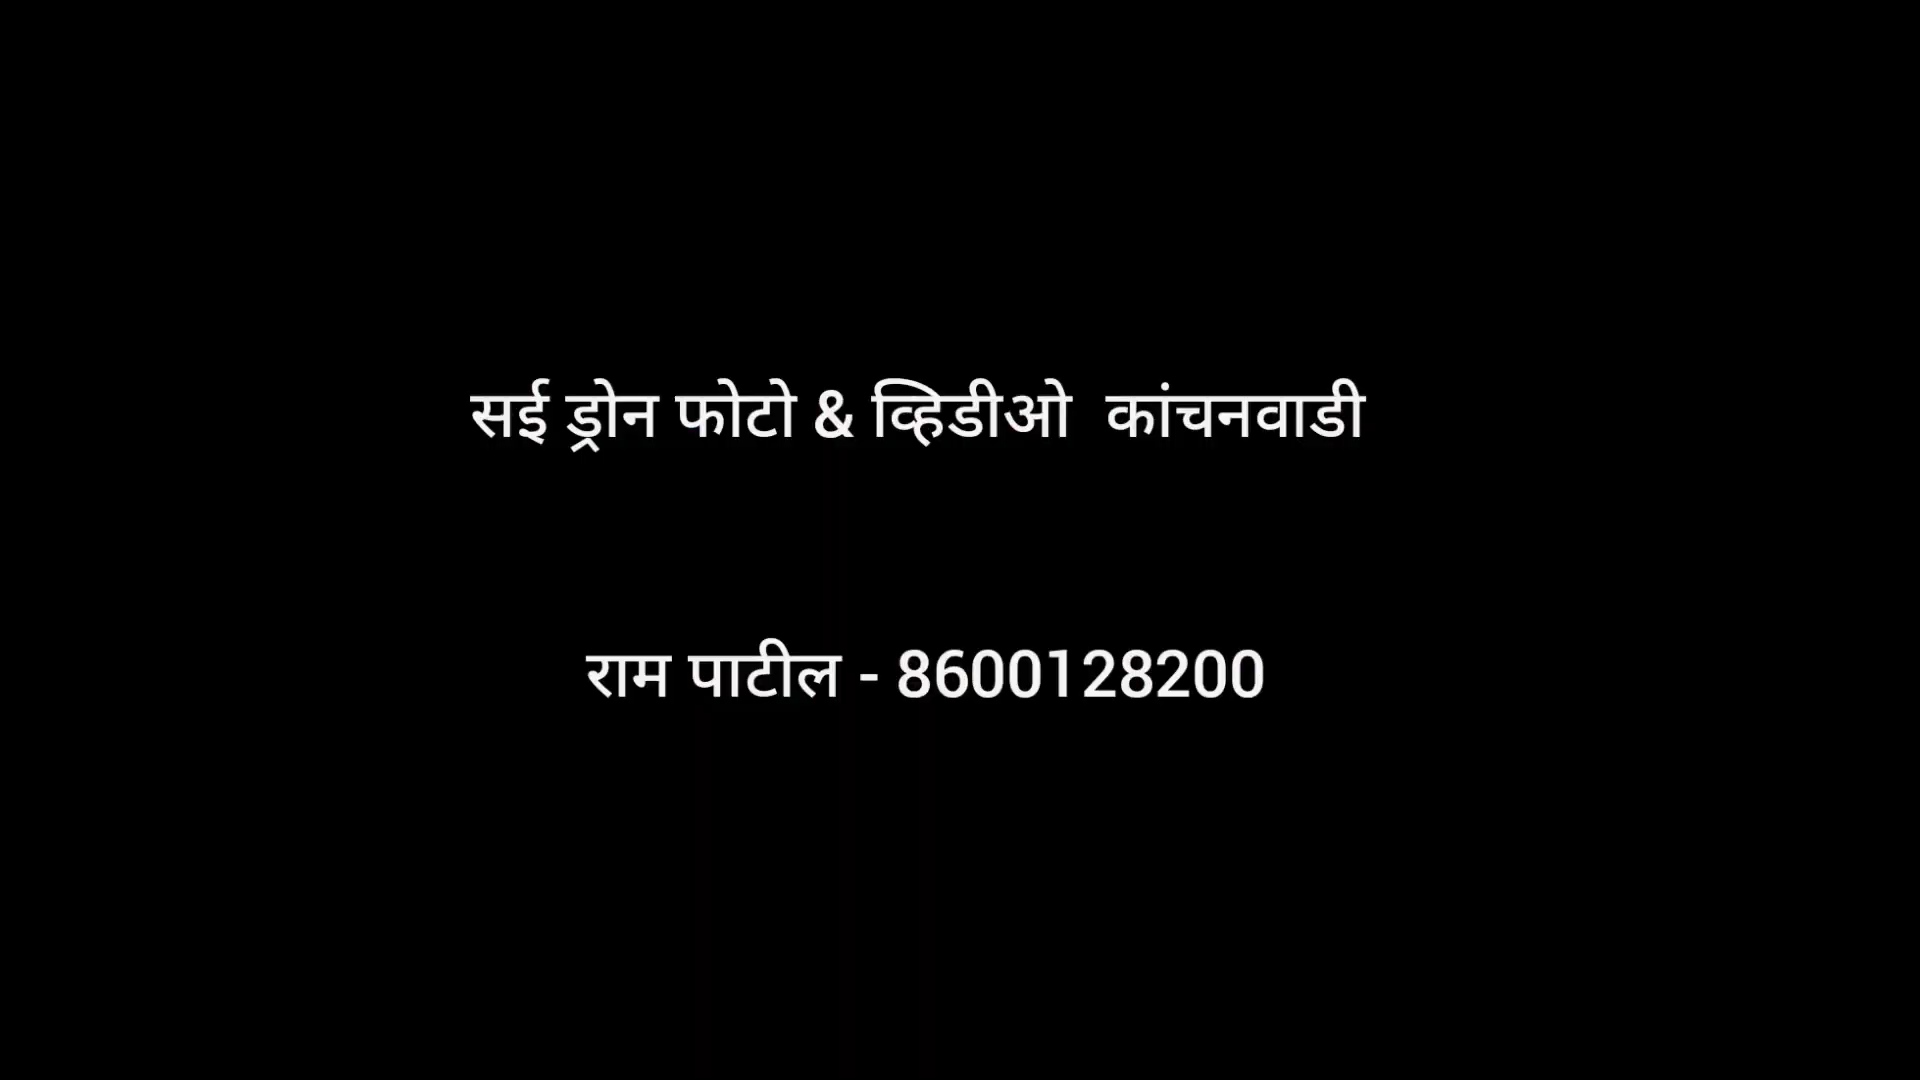 सई ड्रोन फोटो & व्हिडीओ  कांचनवाडी
राम पाटील - 8600128200